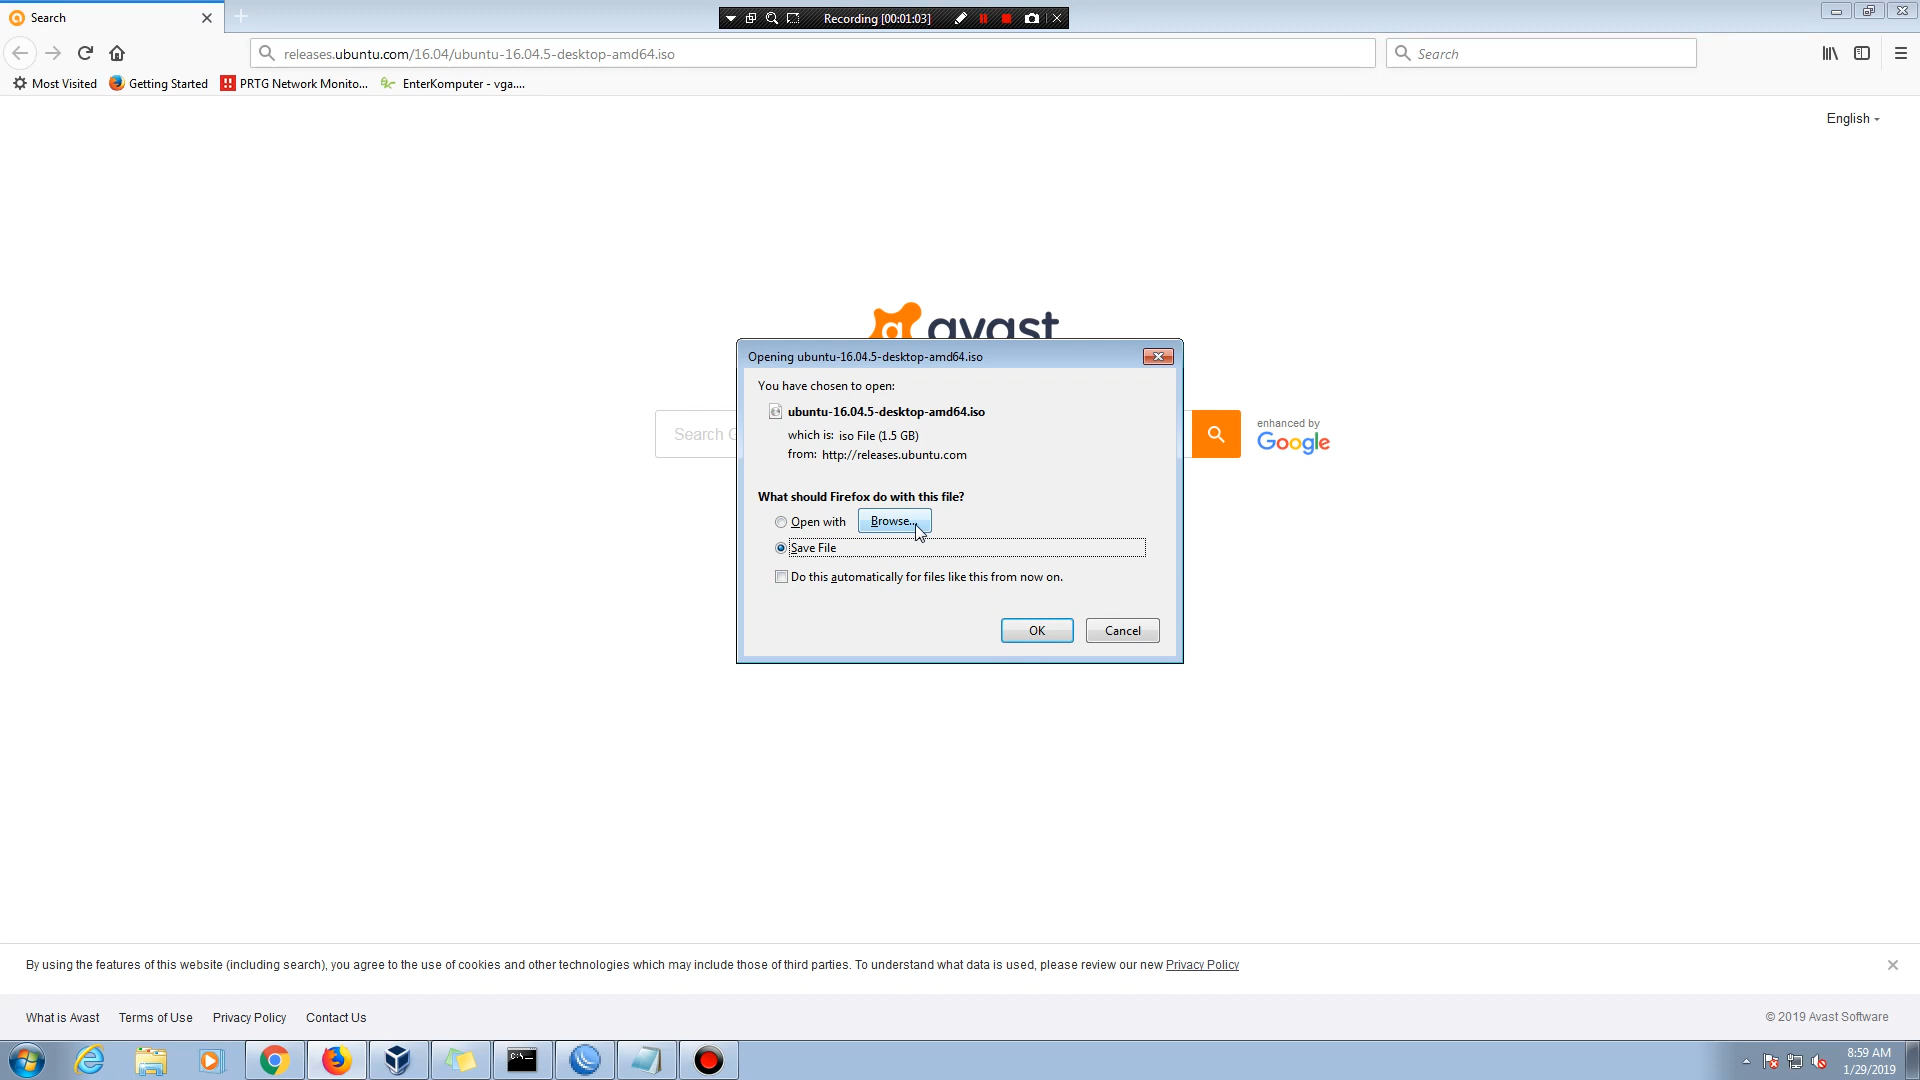 Search
Recording [00:01:03]
releases.ubuntu.com/16.04/ubuntu-16.04.5-desktop-amd64.iso
Search
Most Visited
Getting Started
PRTG Network Monito...
EnterKomputer - vga....
English
avast
Opening ubuntu-16.04.5-desktop-amd64.iso
You have chosen to open:
ubuntu-16.04.5-desktop-amd64.iso
which is: iso File (1.5 GB)
from: http://releases.ubuntu.com
Search G
enhanced by
Google
What should Firefox do with this file?
Open with
Browse...
Save File
Do this automatically for files like this from now on.
OK
Cancel
By using the features of this website (including search), you agree to the use of cookies and other technologies which may include those of third parties. To understand what data is used, please review our new Privacy Policy
What is Avast
Terms of Use
Privacy Policy
Contact Us
© 2019 Avast Software
8:59 AM
1/29/2019